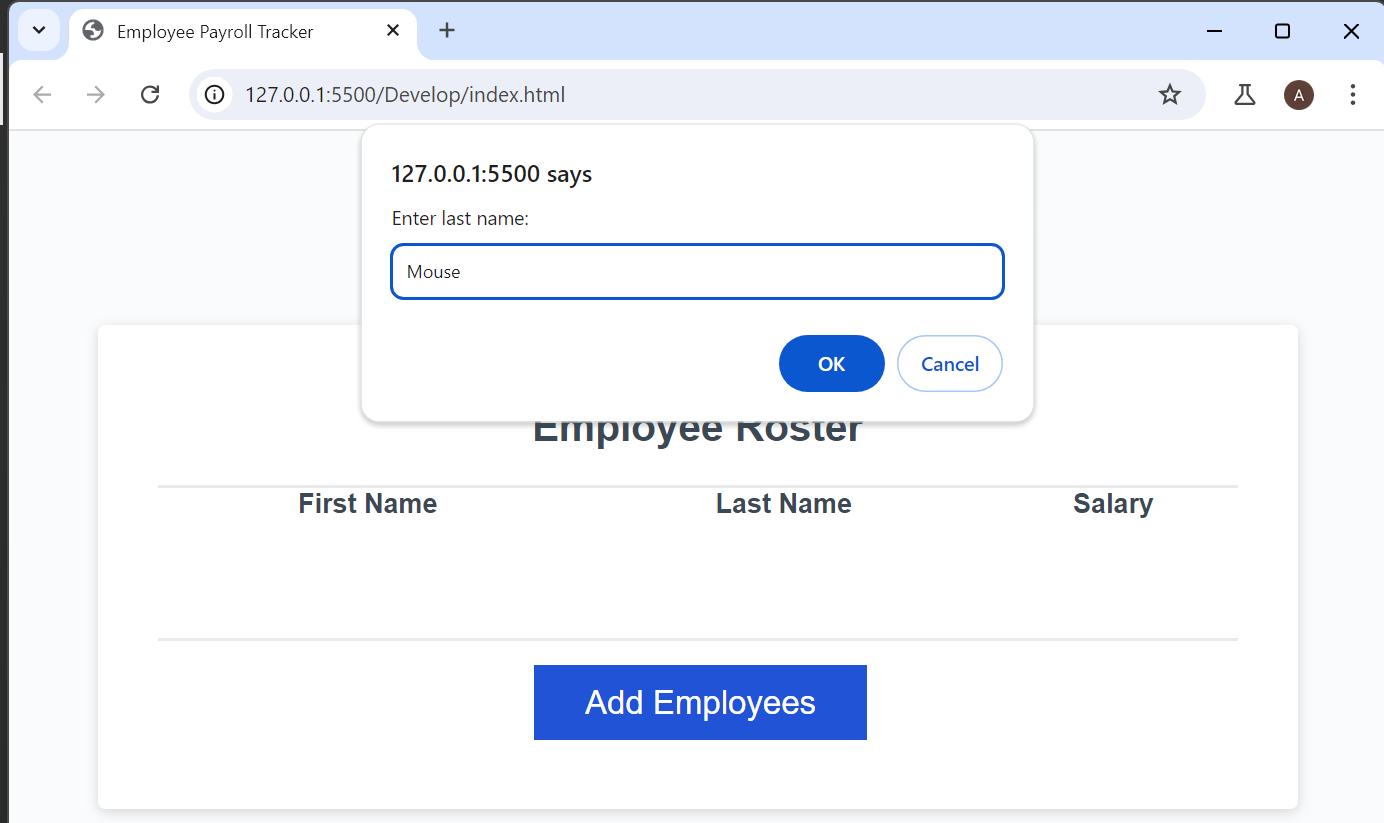 Employee Payroll Tracker
127.0.0.1:5500/Develop/index.html
A
127.0.0.1:5500 says
Enter last name:
Mouse
OK Cancel
Employee Roster
First Name Last Name Salary
Add Employees